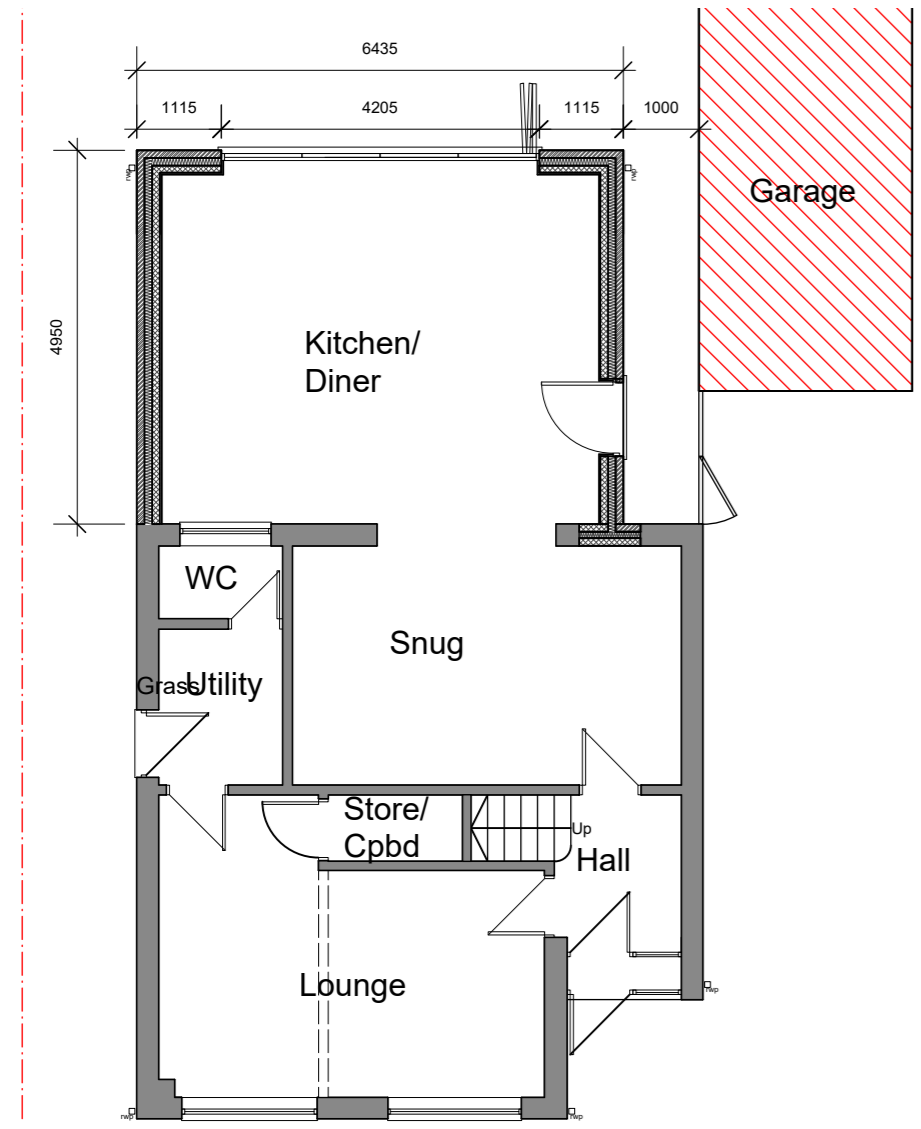 6435
1115
4205
1115
1000
Garage
rwp
rwp
4950
Kitchen/
Diner
WC
Snug
Grass
Utility
Store/
Cpbd
Up
Hall
Lounge
rwp
rwp
rwp